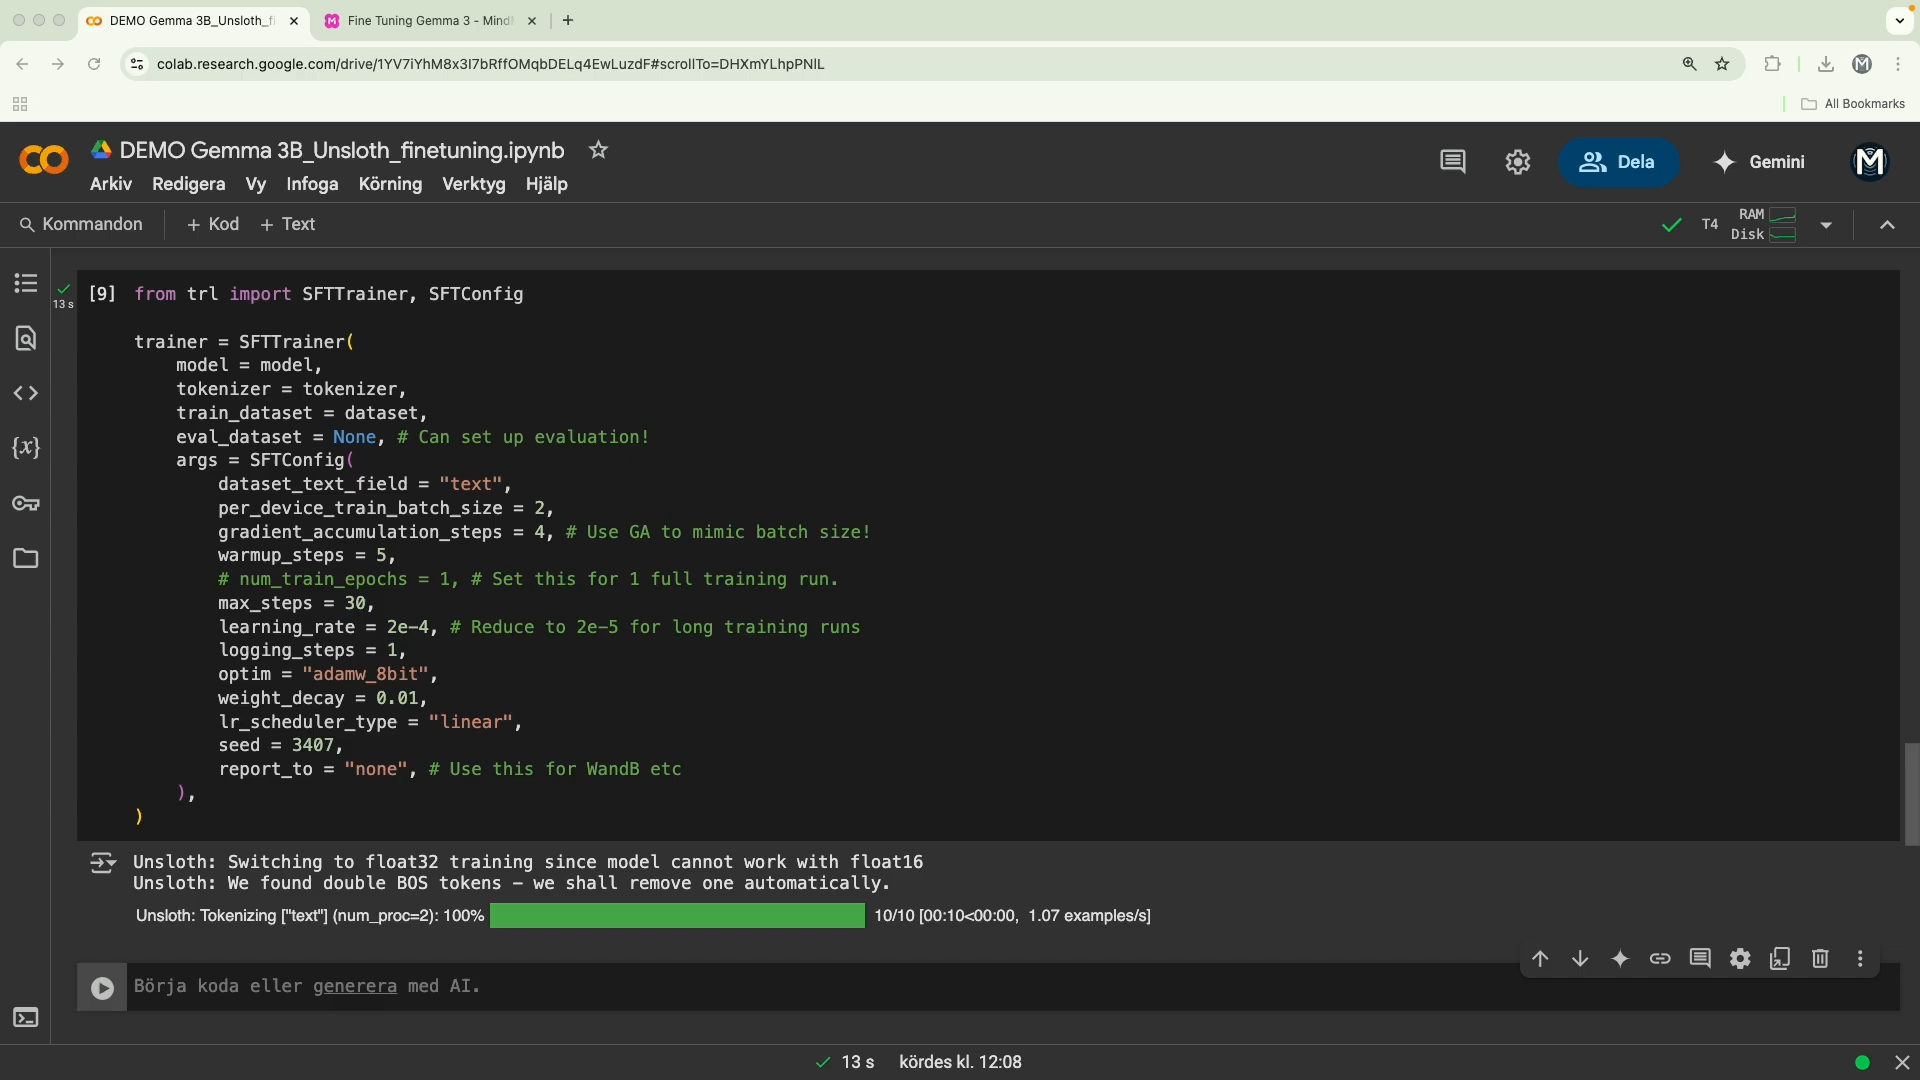 DEMO Gemma 3B_Unsloth_fi
Fine Tuning Gemma 3 - Mind
colab.research.google.com/drive/1YV7iYhM8x3I7bRffOMqbDELq4EwLuzdF#scrollTo=DHXmYLhpPNlL
All Bookmarks
DEMO Gemma 3B_Unsloth_finetuning.ipynb
Arkiv Redigera Vy Infoga Körning Verktyg Hjälp
Dela
Gemini
Kommandon + Kod + Text
T4 RAM
Disk
13 s
[9] from trl import SFTTrainer, SFTConfig
trainer = SFTTrainer(
    model = model,
    tokenizer = tokenizer,
    train_dataset = dataset,
    eval_dataset = None, # Can set up evaluation!
    args = SFTConfig(
        dataset_text_field = "text",
        per_device_train_batch_size = 2,
        gradient_accumulation_steps = 4, # Use GA to mimic batch size!
        warmup_steps = 5,
        # num_train_epochs = 1, # Set this for 1 full training run.
        max_steps = 30,
        learning_rate = 2e-4, # Reduce to 2e-5 for long training runs
        logging_steps = 1,
        optim = "adamw_8bit",
        weight_decay = 0.01,
        lr_scheduler_type = "linear",
        seed = 3407,
        report_to = "none", # Use this for WandB etc
    ),
)
Unsloth: Switching to float32 training since model cannot work with float16
Unsloth: We found double BOS tokens - we shall remove one automatically.
Unsloth: Tokenizing ["text"] (num_proc=2): 100% 10/10 [00:10<00:00, 1.07 examples/s]
Börja koda eller generera med AI.
13 s kördes kl. 12:08